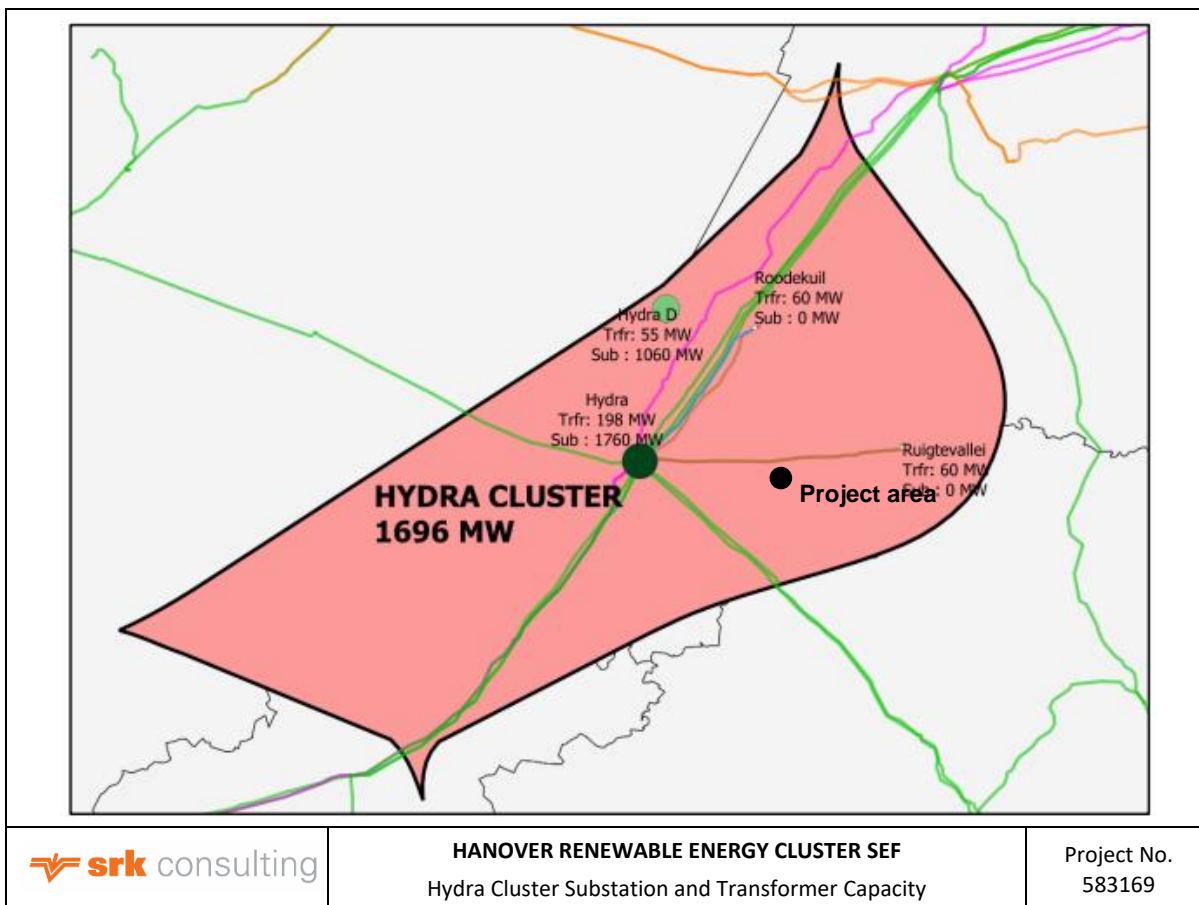 Roodekuil
Trfr: 60 MW
Sub : 0 MW
Hydra D
Trfr: 55 MW
Sub : 1060 MW
Hydra
Trfr: 198 MW
Sub : 1760 MW
Ruigtevallei
Trfr: 60 MW
Sub : 0 MW
Project area
HYDRA CLUSTER
1696 MW
srk consulting
HANOVER RENEWABLE ENERGY CLUSTER SEF
Hydra Cluster Substation and Transformer Capacity
Project No.
583169